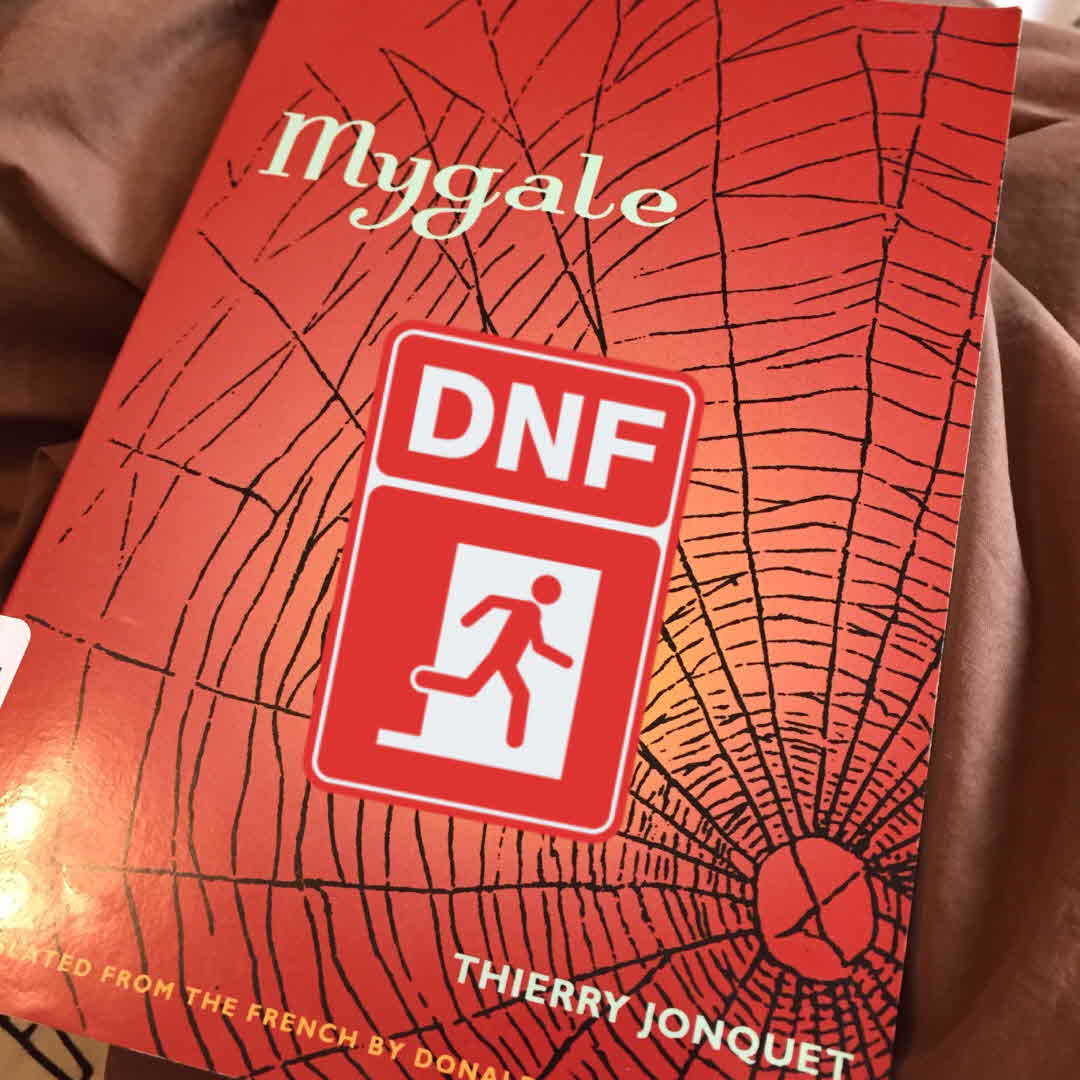 Mygale
DNF
THIERRY JONQUET
FROM THE FRENCH BY